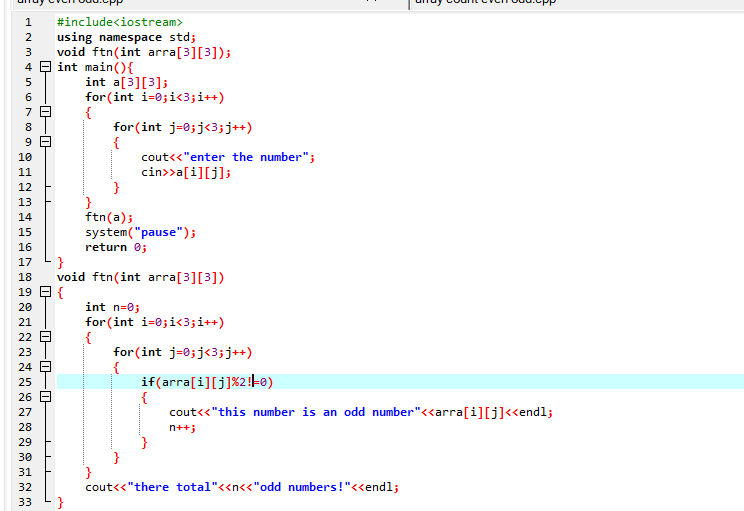 array even odd.cpp array count even odd.cpp
1 #include<iostream>
2 using namespace std;
3 void ftn(int arra[3][3]);
4 int main(){
5 int a[3][3];
6 for(int i=0;i<3;i++)
7 {
8 for(int j=0;j<3;j++)
9 {
10 cout<<"enter the number";
11 cin>>a[i][j];
12 }
13 }
14 ftn(a);
15 system("pause");
16 return 0;
17 }
18 void ftn(int arra[3][3])
19 {
20 int n=0;
21 for(int i=0;i<3;i++)
22 {
23 for(int j=0;j<3;j++)
24 {
25 if(arra[i][j]%2!=0)
26 {
27 cout<<"this number is an odd number"<<arra[i][j]<<endl;
28 n++;
29 }
30 }
31 }
32 cout<<"there total"<<n<<"odd numbers!"<<endl;
33 }